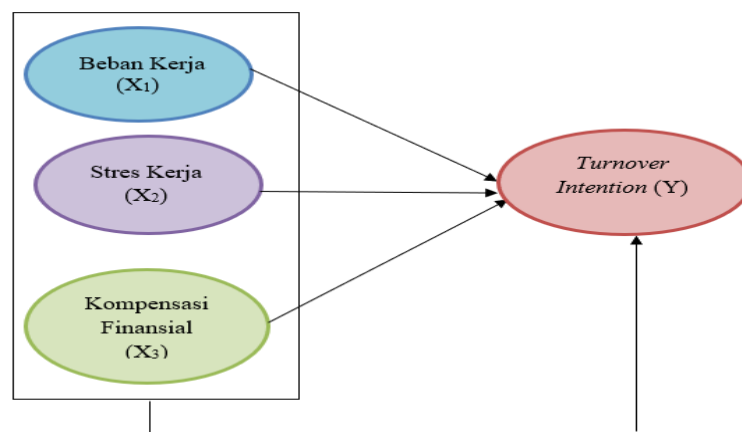 Beban Kerja
(X₁)
Stres Kerja
(X₂)
Kompensasi
Finansial
(X₃)
Turnover
Intention (Y)